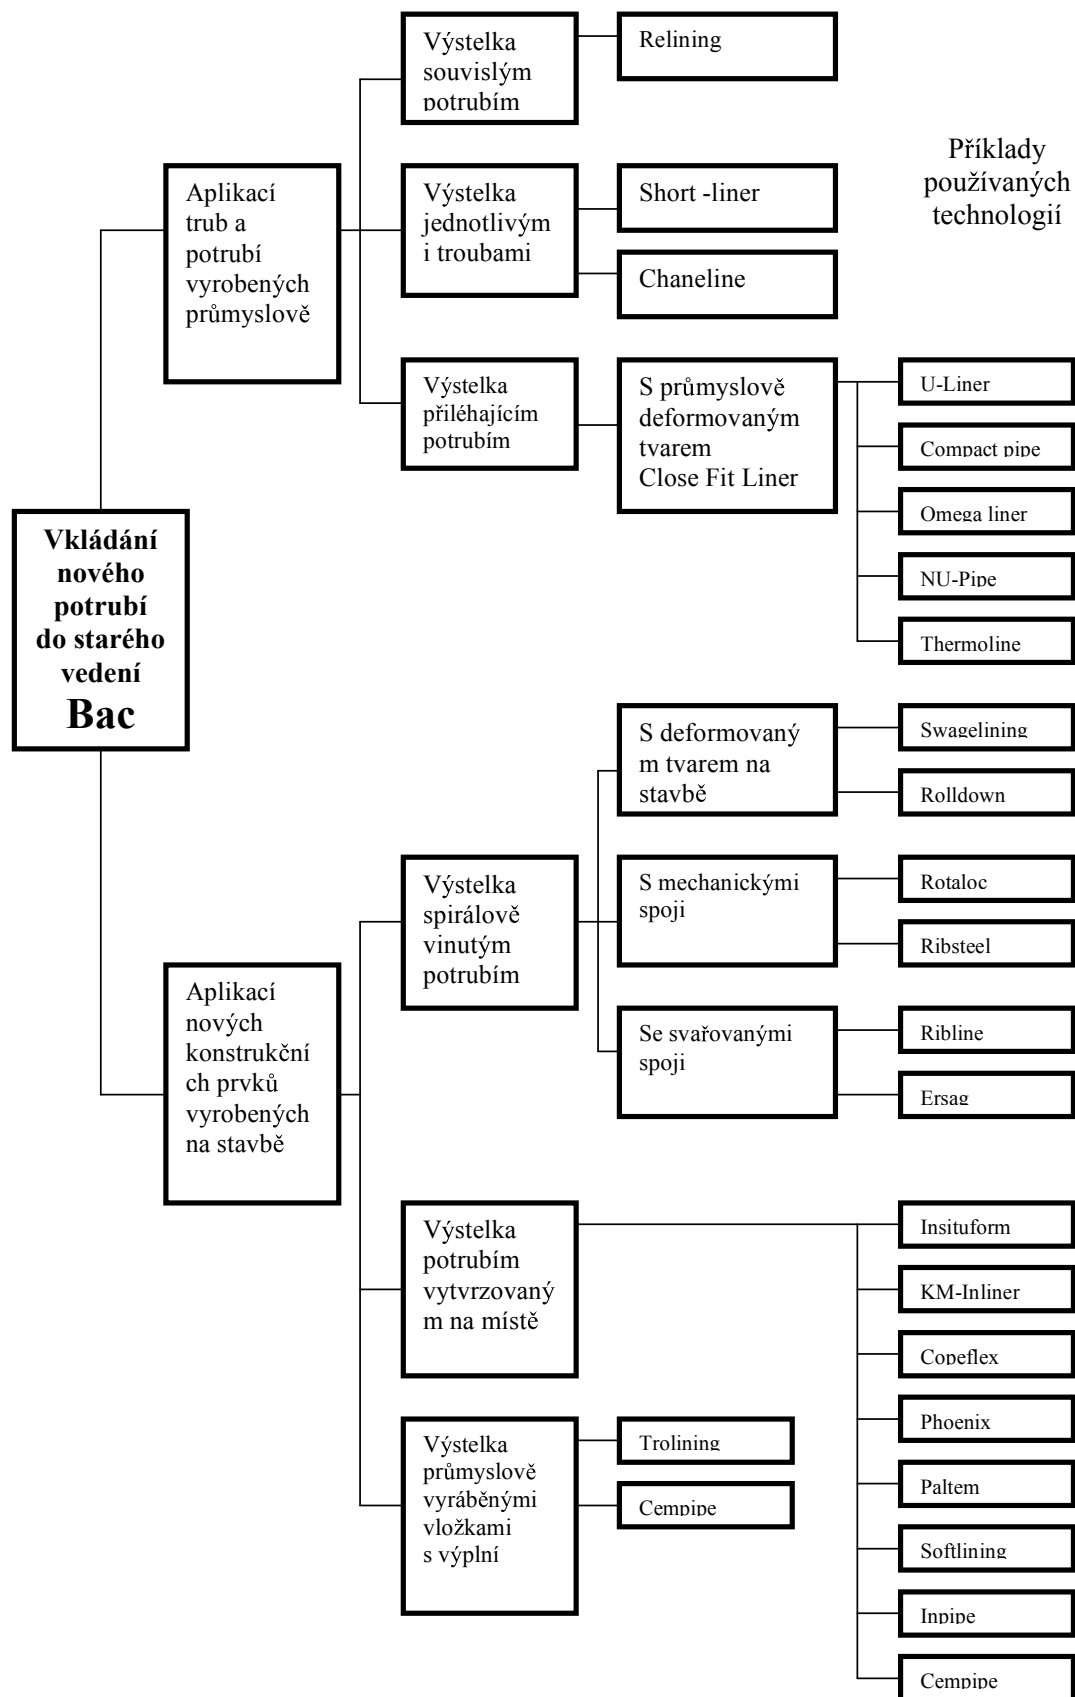 Výstelka
souvislým
potrubím
Relining
Příklady
používaných
technologií
Aplikací
trub a
potrubí
vyrobených
průmyslově
Výstelka
jednotlivým
i troubami
Short -liner
Chaneline
Výstelka
přiléhajícím
potrubím
S průmyslově
deformovaným
tvarem
Close Fit Liner
U-Liner
Compact pipe
Omega liner
NU-Pipe
Thermoline
Vkládání
nového
potrubí
do starého
vedení
Bac
S deformovaný
m tvarem na
stavbě
Swagelining
Rolldown
Výstelka
spirálově
vinutým
potrubím
S mechanickými
spoji
Rotaloc
Ribsteel
Se svařovanými
spoji
Ribline
Ersag
Aplikací
nových
konstrukční
ch prvků
vyrobených
na stavbě
Výstelka
potrubím
vytvrzovaný
m na místě
Insituform
KM-Inliner
Copeflex
Phoenix
Paltem
Softlining
Inpipe
Cempipe
Výstelka
průmyslově
vyráběnými
vložkami
s výplní
Trolining
Cempipe